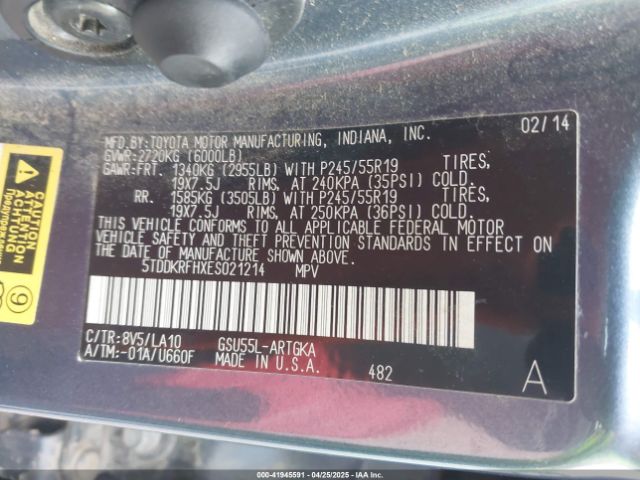 MFD.BY:TOYOTA MOTOR MANUFACTURING, INDIANA, INC. 02/14
GVWR:2720KG (6000LB)
GAWR:FRT. 1340KG (2955LB) WITH P245/55R19 TIRES,
19X7.5J RIMS, AT 240KPA (35PSI) COLD.
RR. 1585KG (3505LB) WITH P245/55R19 TIRES,
19X7.5J RIMS, AT 250KPA (36PSI) COLD.
THIS VEHICLE CONFORMS TO ALL APPLICABLE FEDERAL MOTOR
VEHICLE SAFETY AND THEFT PREVENTION STANDARDS IN EFFECT ON
THE DATE OF MANUFACTURE SHOWN ABOVE.
5TDDKRFHXES021214 MPV
C/TR:8V5/LA10 GSU55L-ARTGKA
A/TM:-01A/U660F MADE IN U.S.A.
482
A
CAUTION
ACHTUNG
9
000-41945591 04/25/2025 IAAI.COM